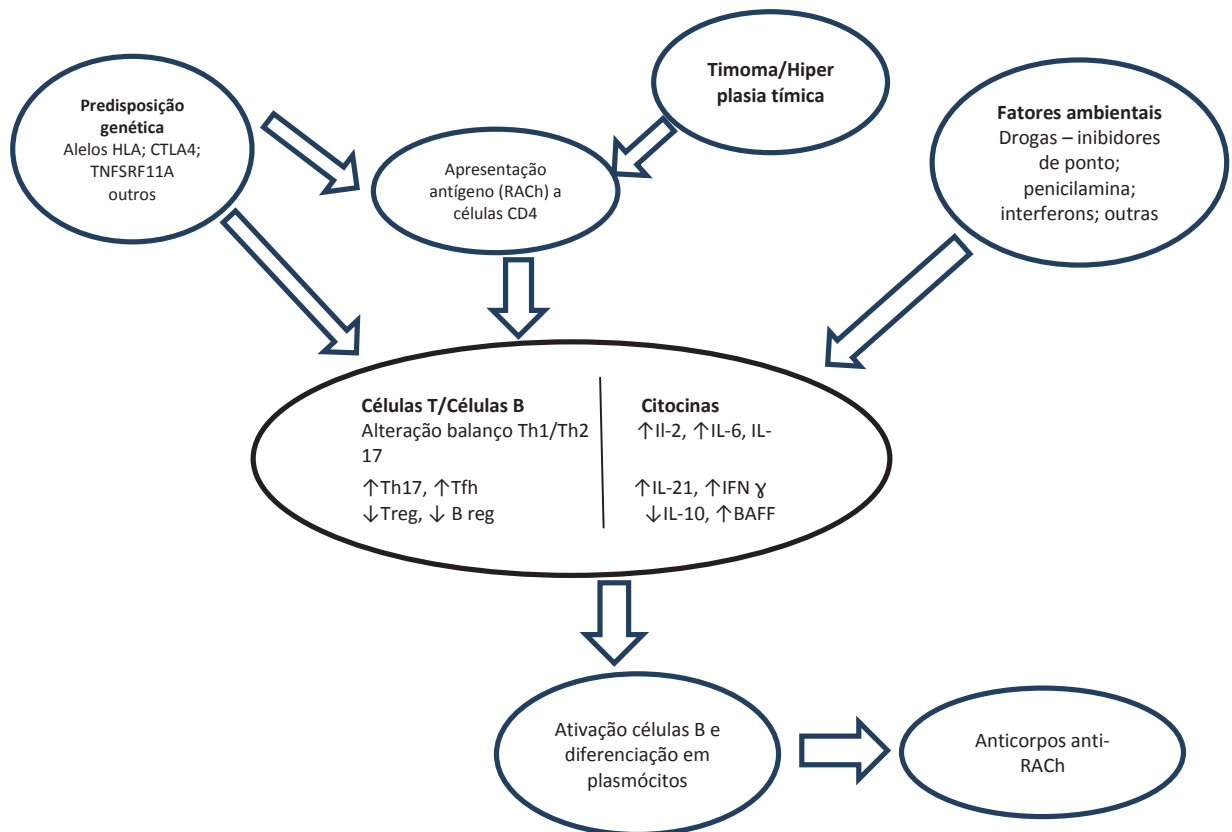 Predisposição
genética
Alelos HLA; CTLA4;
TNFSRF11A
outros
Timoma/Hiper
plasia tímica
Fatores ambientais
Drogas – inibidores
de ponto;
penicilamina;
interferons; outras
Apresentação
antígeno (RACh) a
células CD4
Células T/Células B
Alteração balanço Th1/Th2
17
↑Th17, ↑Tfh
↓Treg, ↓ B reg
Citocinas
↑Il-2, ↑IL-6, IL-
↑IL-21, ↑IFN ɣ
↓IL-10, ↑BAFF
Ativação células B e
diferenciação em
plasmócitos
Anticorpos anti-
RACh